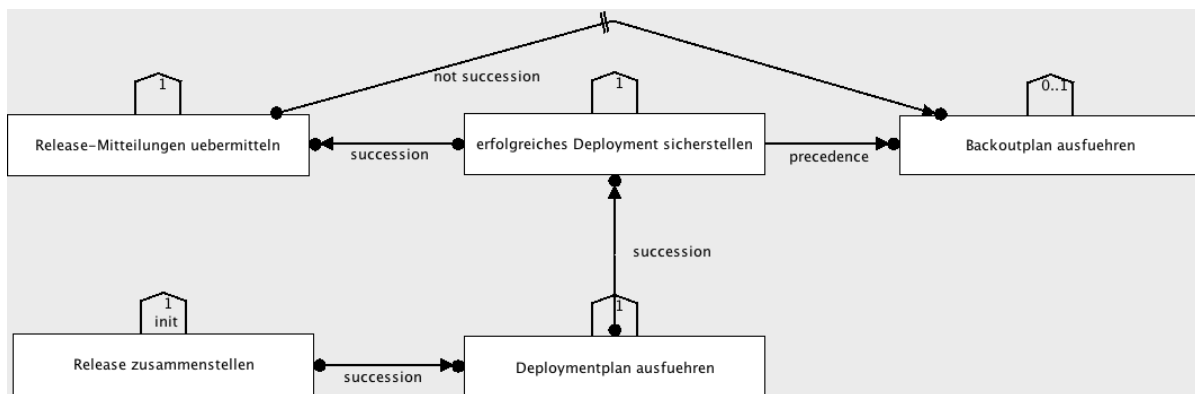 not succession
1
1
0..1
Release-Mitteilungen uebermitteln
succession
erfolgreiches Deployment sicherstellen
precedence
Backoutplan ausfuehren
succession
1
init
1
Release zusammenstellen
succession
Deploymentplan ausfuehren